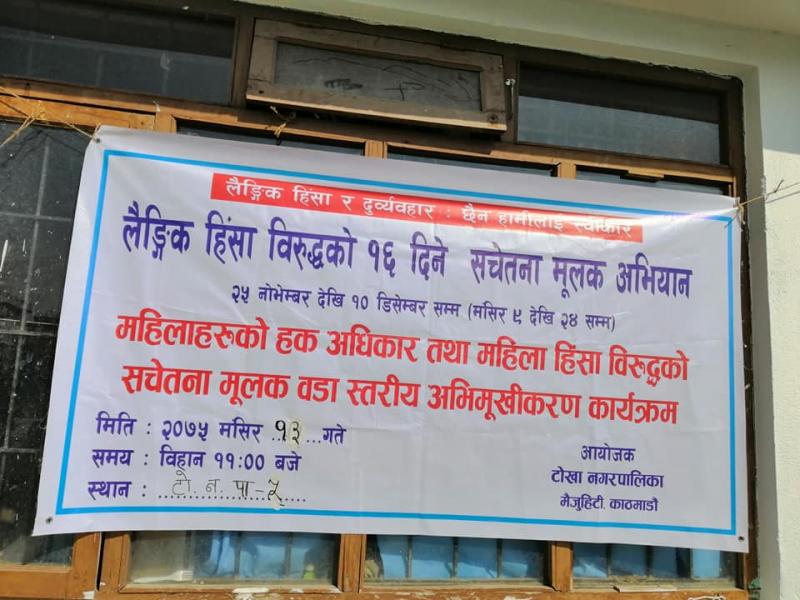 लैङ्गिक हिंसा र दुर्व्यवहार : छैन हामीलाई स्वीकार
लैङ्गिक हिंसा विरुद्धको १६ दिने सचेतना मूलक अभियान
२५ नोभेम्बर देखि १० डिसेम्बर सम्म (मसिर ९ देखि २४ सम्म)
महिलाहरुको हक अधिकार तथा महिला हिंसा विरुद्धको
सचेतना मूलक वडा स्तरीय अभिमूखीकरण कार्यक्रम
मिति : २०७५ मसिर ..१३...गते
समय : विहान ११:०० बजे
स्थान : टो. न. पा - ५
आयोजक
टोखा नगरपालिका
मैजुहिटी, काठमाडौं